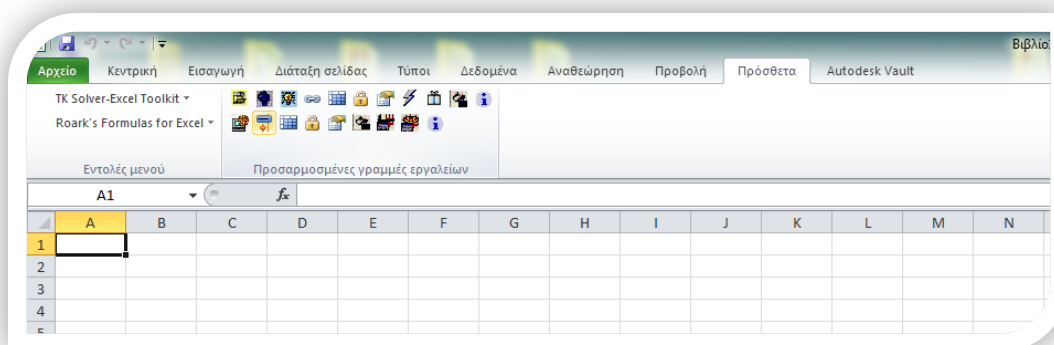 Βιβλίο
Αρχείο Κεντρική Εισαγωγή Διάταξη σελίδας Τύποι Δεδομένα Αναθεώρηση Προβολή Πρόσθετα Autodesk Vault
TK Solver-Excel Toolkit
Roark's Formulas for Excel
Εντολές μενού Προσαρμοσμένες γραμμές εργαλείων
A1 fx
A B C D E F G H I J K L M N
1
2
3
4
5